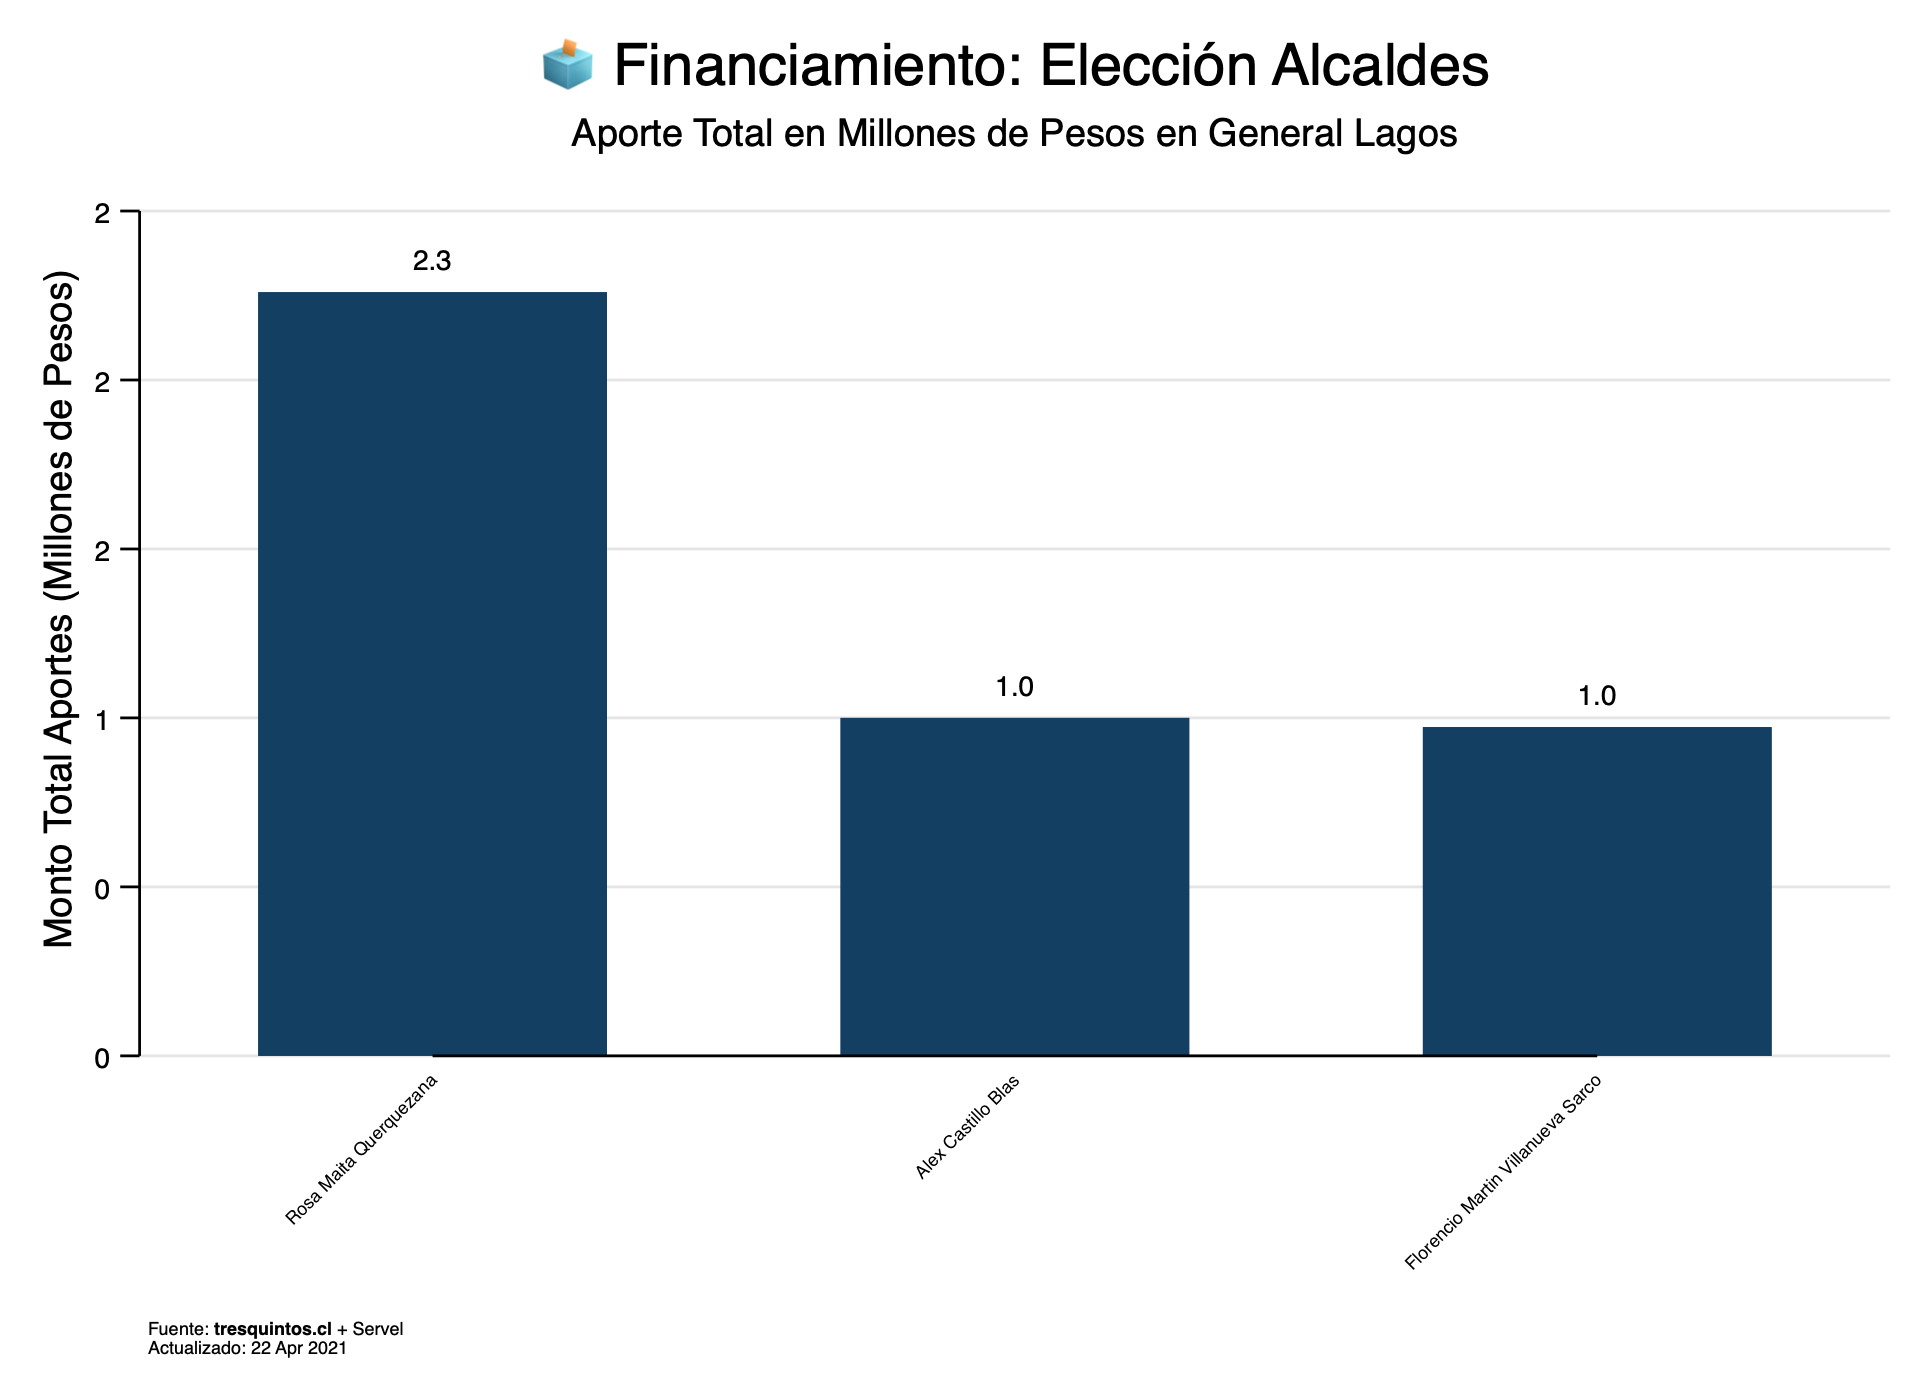 Financiamiento: Elección Alcaldes
Aporte Total en Millones de Pesos en General Lagos
Monto Total Aportes (Millones de Pesos)
2
2
2
1
0
0
2.3
1.0
1.0
Rosa Maita Querquezana
Alex Castillo Blas
Florencio Martin Villanueva Sarco
Fuente: tresquintos.cl + Servel
Actualizado: 22 Apr 2021